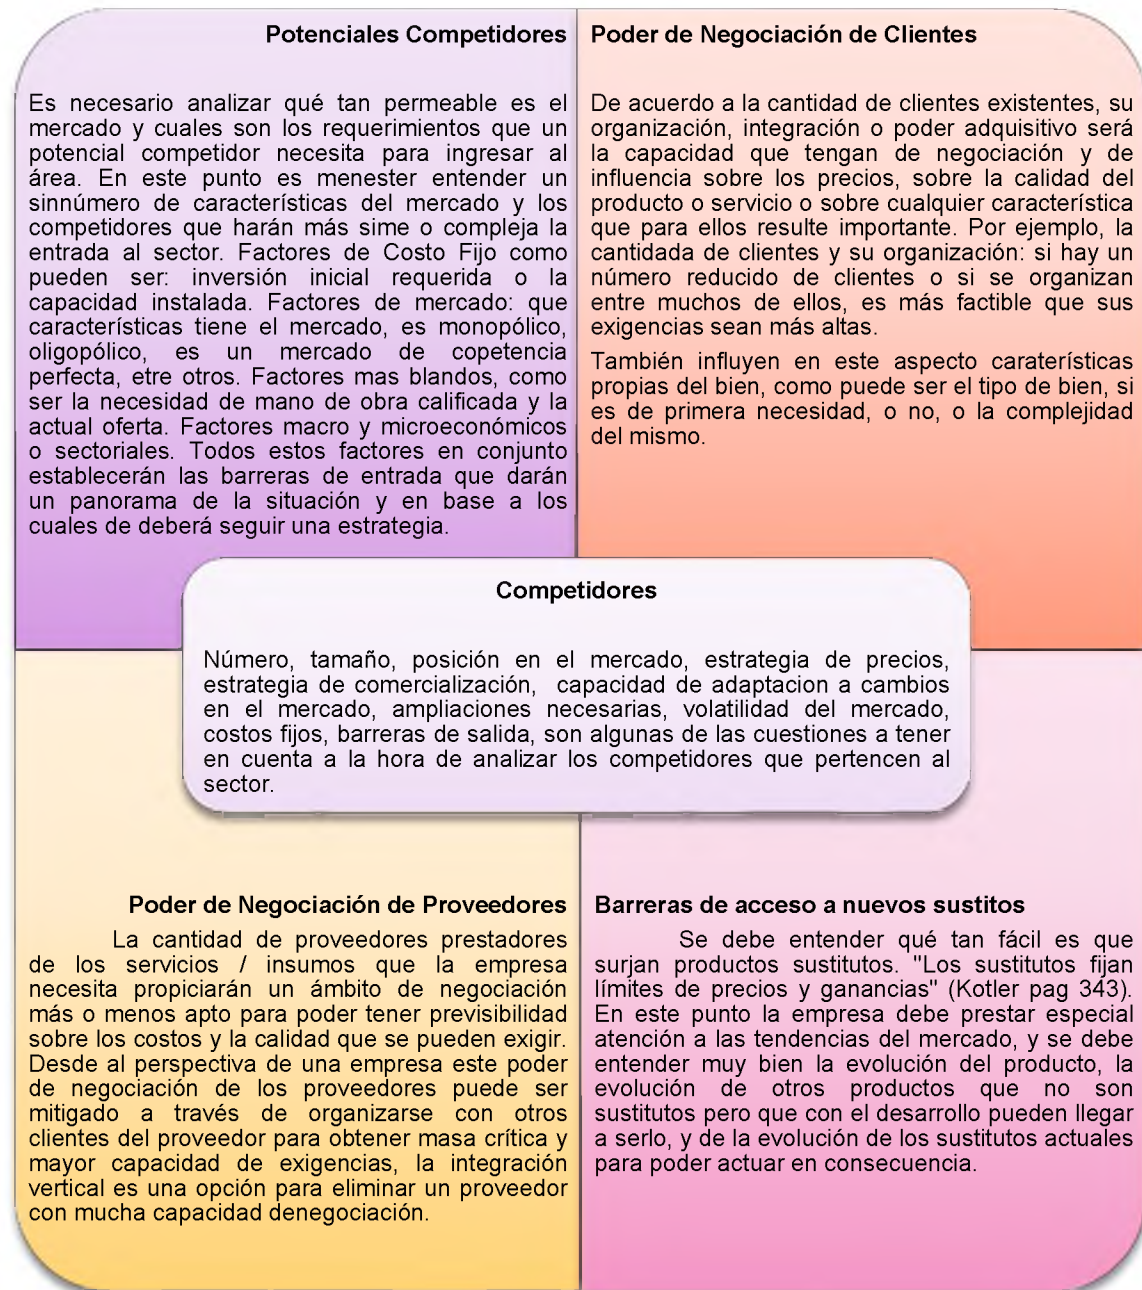 Potenciales Competidores
Es necesario analizar qué tan permeable es el
mercado y cuales son los requerimientos que un
potencial competidor necesita para ingresar al
área. En este punto es menester entender un
sinnúmero de características del mercado y los
competidores que harán más sime o compleja la
entrada al sector. Factores de Costo Fijo como
pueden ser: inversión inicial requerida o la
capacidad instalada. Factores de mercado: que
características tiene el mercado, es monopólico,
oligopólico, es un mercado de copetencia
perfecta, etre otros. Factores mas blandos, como
ser la necesidad de mano de obra calificada y la
actual oferta. Factores macro y microeconómicos
o sectoriales. Todos estos factores en conjunto
establecerán las barreras de entrada que darán
un panorama de la situación y en base a los
cuales de deberá seguir una estrategia.
Poder de Negociación de Clientes
De acuerdo a la cantidad de clientes existentes, su
organización, integración o poder adquisitivo será
la capacidad que tengan de negociación y de
influencia sobre los precios, sobre la calidad del
producto o servicio o sobre cualquier característica
que para ellos resulte importante. Por ejemplo, la
cantidada de clientes y su organización: si hay un
número reducido de clientes o si se organizan
entre muchos de ellos, es más factible que sus
exigencias sean más altas.
También influyen en este aspecto caraterísticas
propias del bien, como puede ser el tipo de bien, si
es de primera necesidad, o no, o la complejidad
del mismo.
Competidores
Número, tamaño, posición en el mercado, estrategia de precios,
estrategia de comercialización, capacidad de adaptacion a cambios
en el mercado, ampliaciones necesarias, volatilidad del mercado,
costos fijos, barreras de salida, son algunas de las cuestiones a tener
en cuenta a la hora de analizar los competidores que pertencen al
sector.
Poder de Negociación de Proveedores
La cantidad de proveedores prestadores
de los servicios / insumos que la empresa
necesita propiciarán un ámbito de negociación
más o menos apto para poder tener previsibilidad
sobre los costos y la calidad que se pueden exigir.
Desde al perspectiva de una empresa este poder
de negociación de los proveedores puede ser
mitigado a través de organizarse con otros
clientes del proveedor para obtener masa crítica y
mayor capacidad de exigencias, la integración
vertical es una opción para eliminar un proveedor
con mucha capacidad denegociación.
Barreras de acceso a nuevos sustitos
Se debe entender qué tan fácil es que
surjan productos sustitutos. "Los sustitutos fijan
límites de precios y ganancias" (Kotler pag 343).
En este punto la empresa debe prestar especial
atención a las tendencias del mercado, y se debe
entender muy bien la evolución del producto, la
evolución de otros productos que no son
sustitutos pero que con el desarrollo pueden llegar
a serlo, y de la evolución de los sustitutos actuales
para poder actuar en consecuencia.